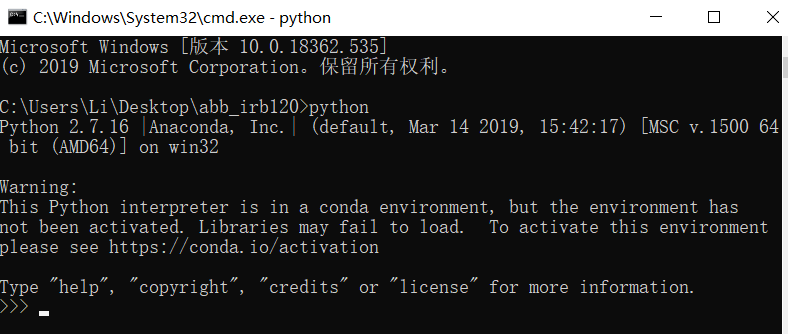 C:\Windows\System32\cmd.exe - python
Microsoft Windows [版本 10.0.18362.535]
(c) 2019 Microsoft Corporation。保留所有权利。
C:\Users\Li\Desktop\abb_irb120>python
Python 2.7.16 |Anaconda, Inc.| (default, Mar 14 2019, 15:42:17) [MSC v.1500 64
 bit (AMD64)] on win32
Warning:
This Python interpreter is in a conda environment, but the environment has
not been activated. Libraries may fail to load.  To activate this environment
please see https://conda.io/activation
Type "help", "copyright", "credits" or "license" for more information.
>>>